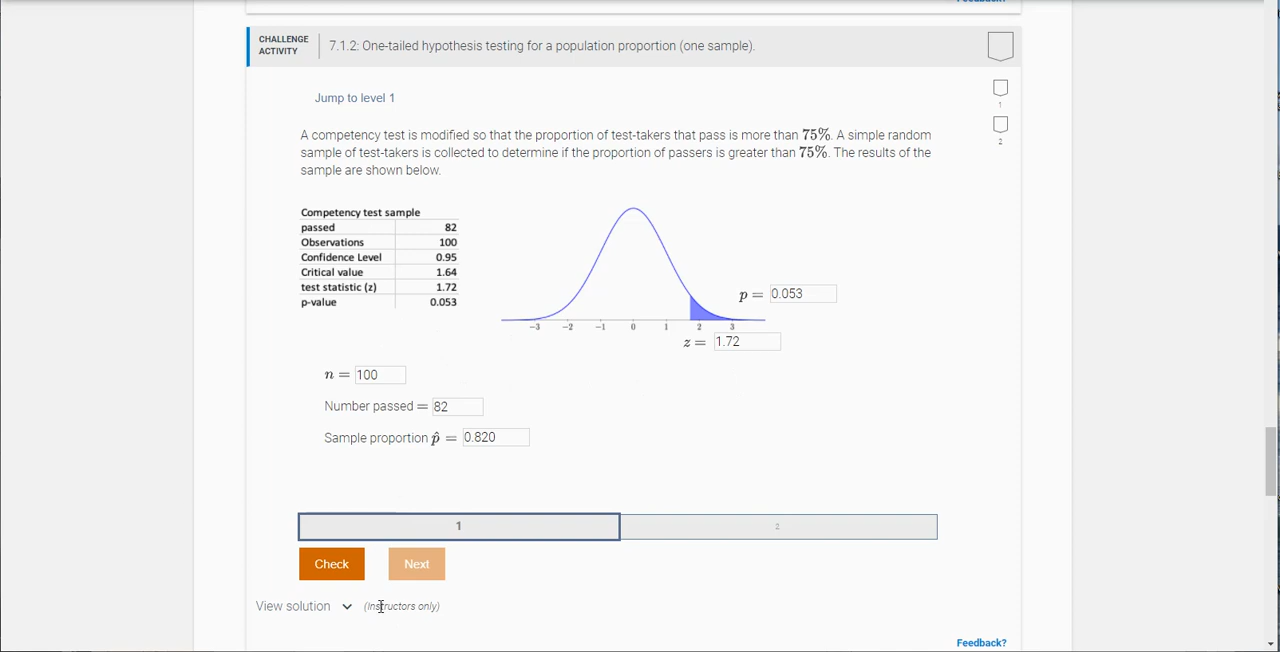 Feedback?
CHALLENGE
ACTIVITY
7.1.2: One-tailed hypothesis testing for a population proportion (one sample).
Jump to level 1
1
2
A competency test is modified so that the proportion of test-takers that pass is more than 75%. A simple random
sample of test-takers is collected to determine if the proportion of passers is greater than 75%. The results of the
sample are shown below.
Competency test sample
passed 82
Observations 100
Confidence Level 0.95
Critical value 1.64
test statistic (z) 1.72
p-value 0.053
-3 -2 -1 0 1 2 3
p = 0.053
z = 1.72
n = 100
Number passed = 82
Sample proportion p̂ = 0.820
1 2
Check Next
View solution (Instructors only)
Feedback?